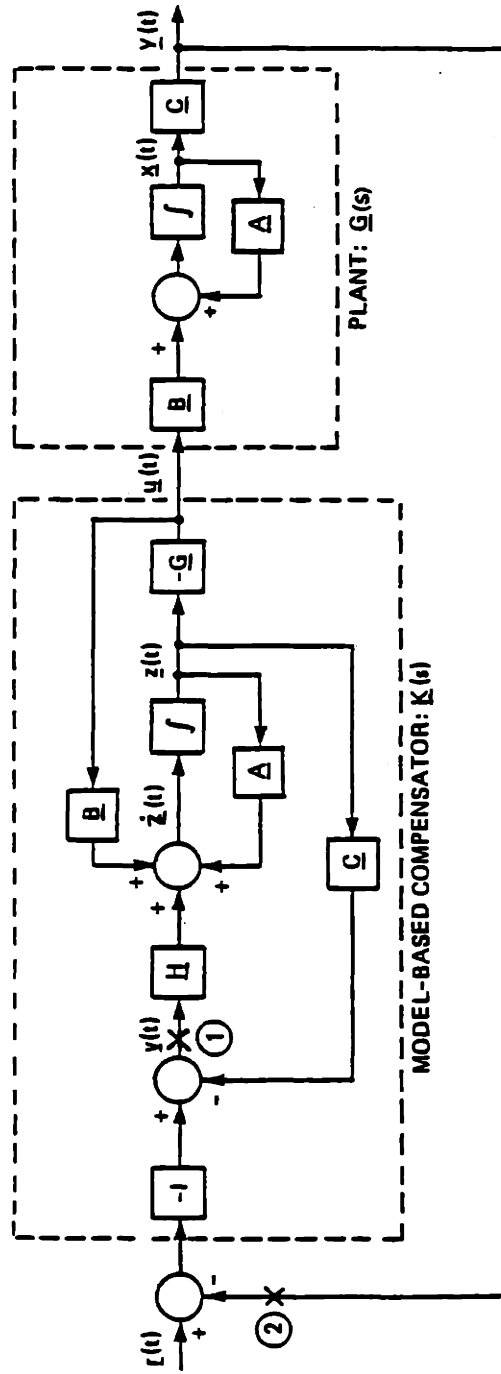 r(t)
+
-
2
-I
+
-
v(t)
1
H
+
+
+
B
ż(t)
∫
z(t)
A
C
-G
MODEL-BASED COMPENSATOR: K(s)
u(t)
B
+
+
∫
x(t)
A
C
y(t)
PLANT: G(s)